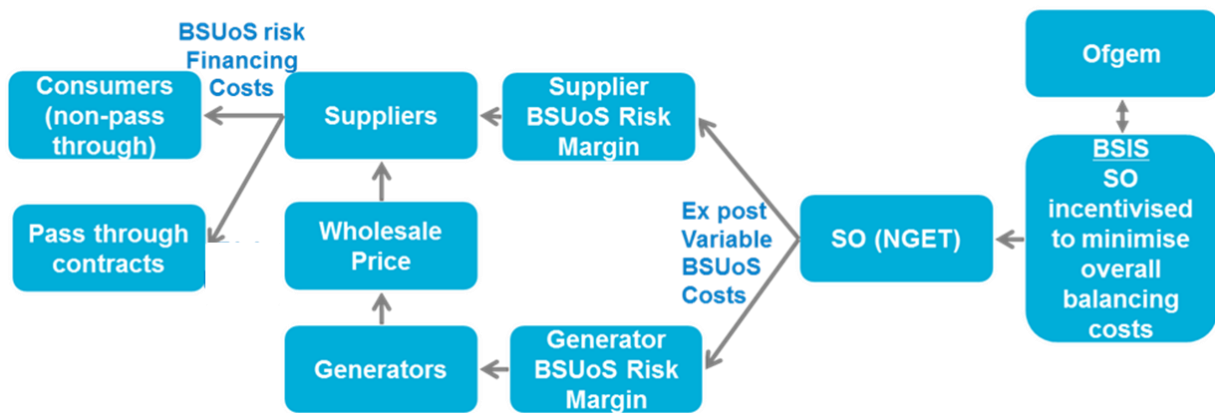 BSUoS risk
Financing
Costs
Consumers
(non-pass
through)
Suppliers
Supplier
BSUoS Risk
Margin
Ofgem
Pass through
contracts
Wholesale
Price
Ex post
Variable
BSUoS
Costs
SO (NGET)
BSIS
SO
incentivised
to minimise
overall
balancing
costs
Generators
Generator
BSUoS Risk
Margin